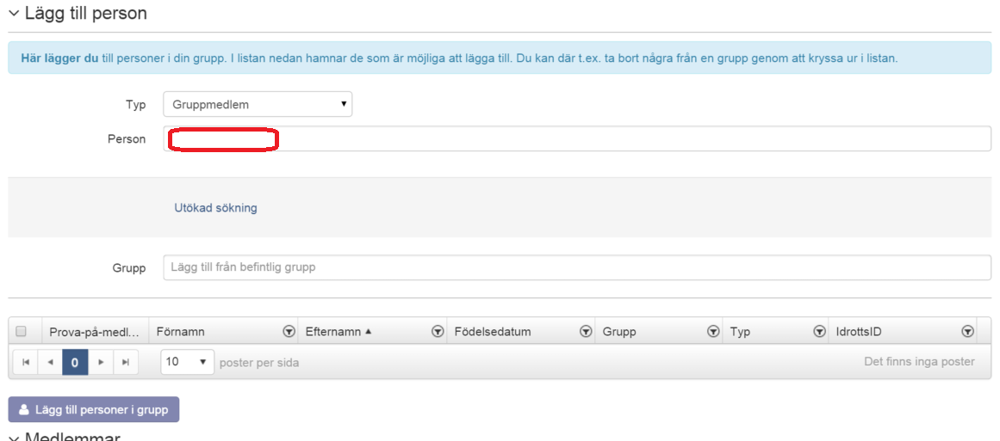 Lägg till person
Här lägger du till personer i din grupp. I listan nedan hamnar de som är möjliga att lägga till. Du kan där t.ex. ta bort några från en grupp genom att kryssa ur i listan.
Typ Gruppmedlem
Person
Utökad sökning
Grupp Lägg till från befintlig grupp
Prova-på-medl... Förnamn Efternamn Födelsedatum Grupp Typ IdrottsID
0 10 poster per sida Det finns inga poster
Lägg till personer i grupp
Medlemmar